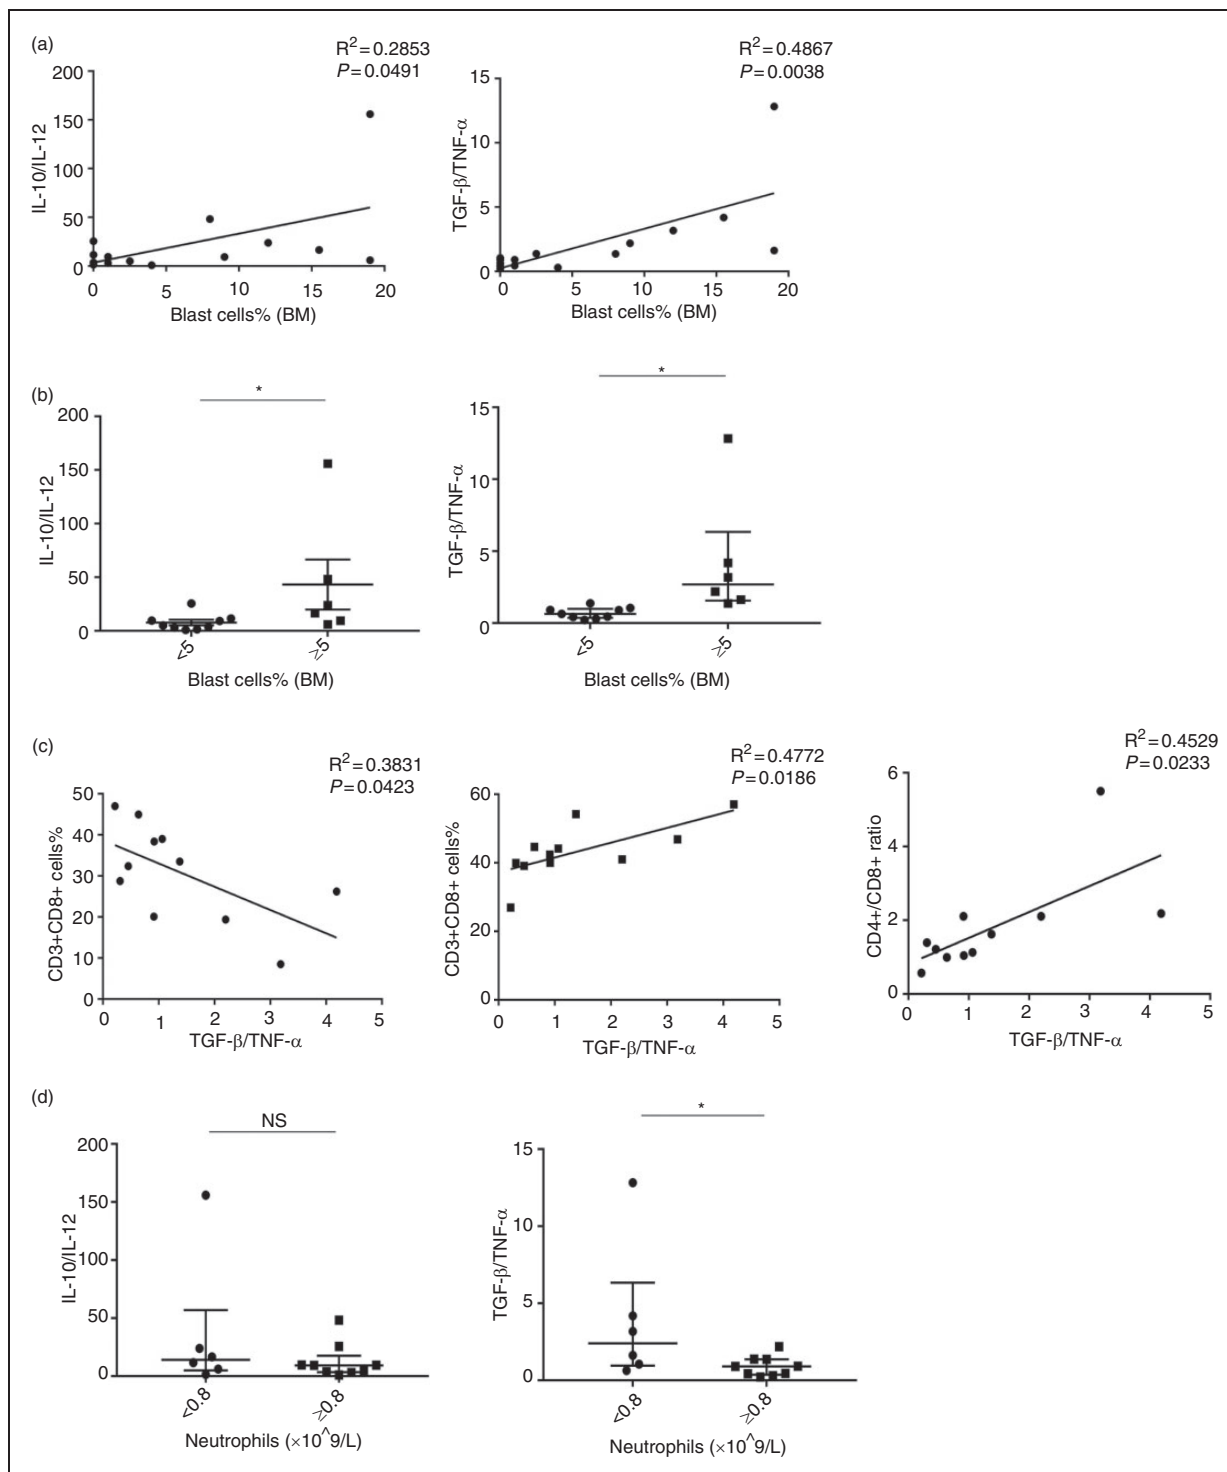 (a)
R²=0.2853
P=0.0491
200
150
100
50
0
IL-10/IL-12
0 5 10 15 20
Blast cells% (BM)
R²=0.4867
P=0.0038
15
10
5
0
TGF-β/TNF-α
0 5 10 15 20
Blast cells% (BM)
(b)
*
200
150
100
50
0
IL-10/IL-12
<5 ≥5
Blast cells% (BM)
*
15
10
5
0
TGF-β/TNF-α
<5 ≥5
Blast cells% (BM)
(c)
R²=0.3831
P=0.0423
50
40
30
20
10
0
CD3+CD8+ cells%
0 1 2 3 4 5
TGF-β/TNF-α
R²=0.4772
P=0.0186
60
40
20
0
CD3+CD8+ cells%
0 1 2 3 4 5
TGF-β/TNF-α
R²=0.4529
P=0.0233
6
4
2
0
CD4+/CD8+ ratio
0 1 2 3 4 5
TGF-β/TNF-α
(d)
NS
200
150
100
50
0
IL-10/IL-12
<0.8 ≥0.8
Neutrophils (×10^9/L)
*
15
10
5
0
TGF-β/TNF-α
<0.8 ≥0.8
Neutrophils (×10^9/L)